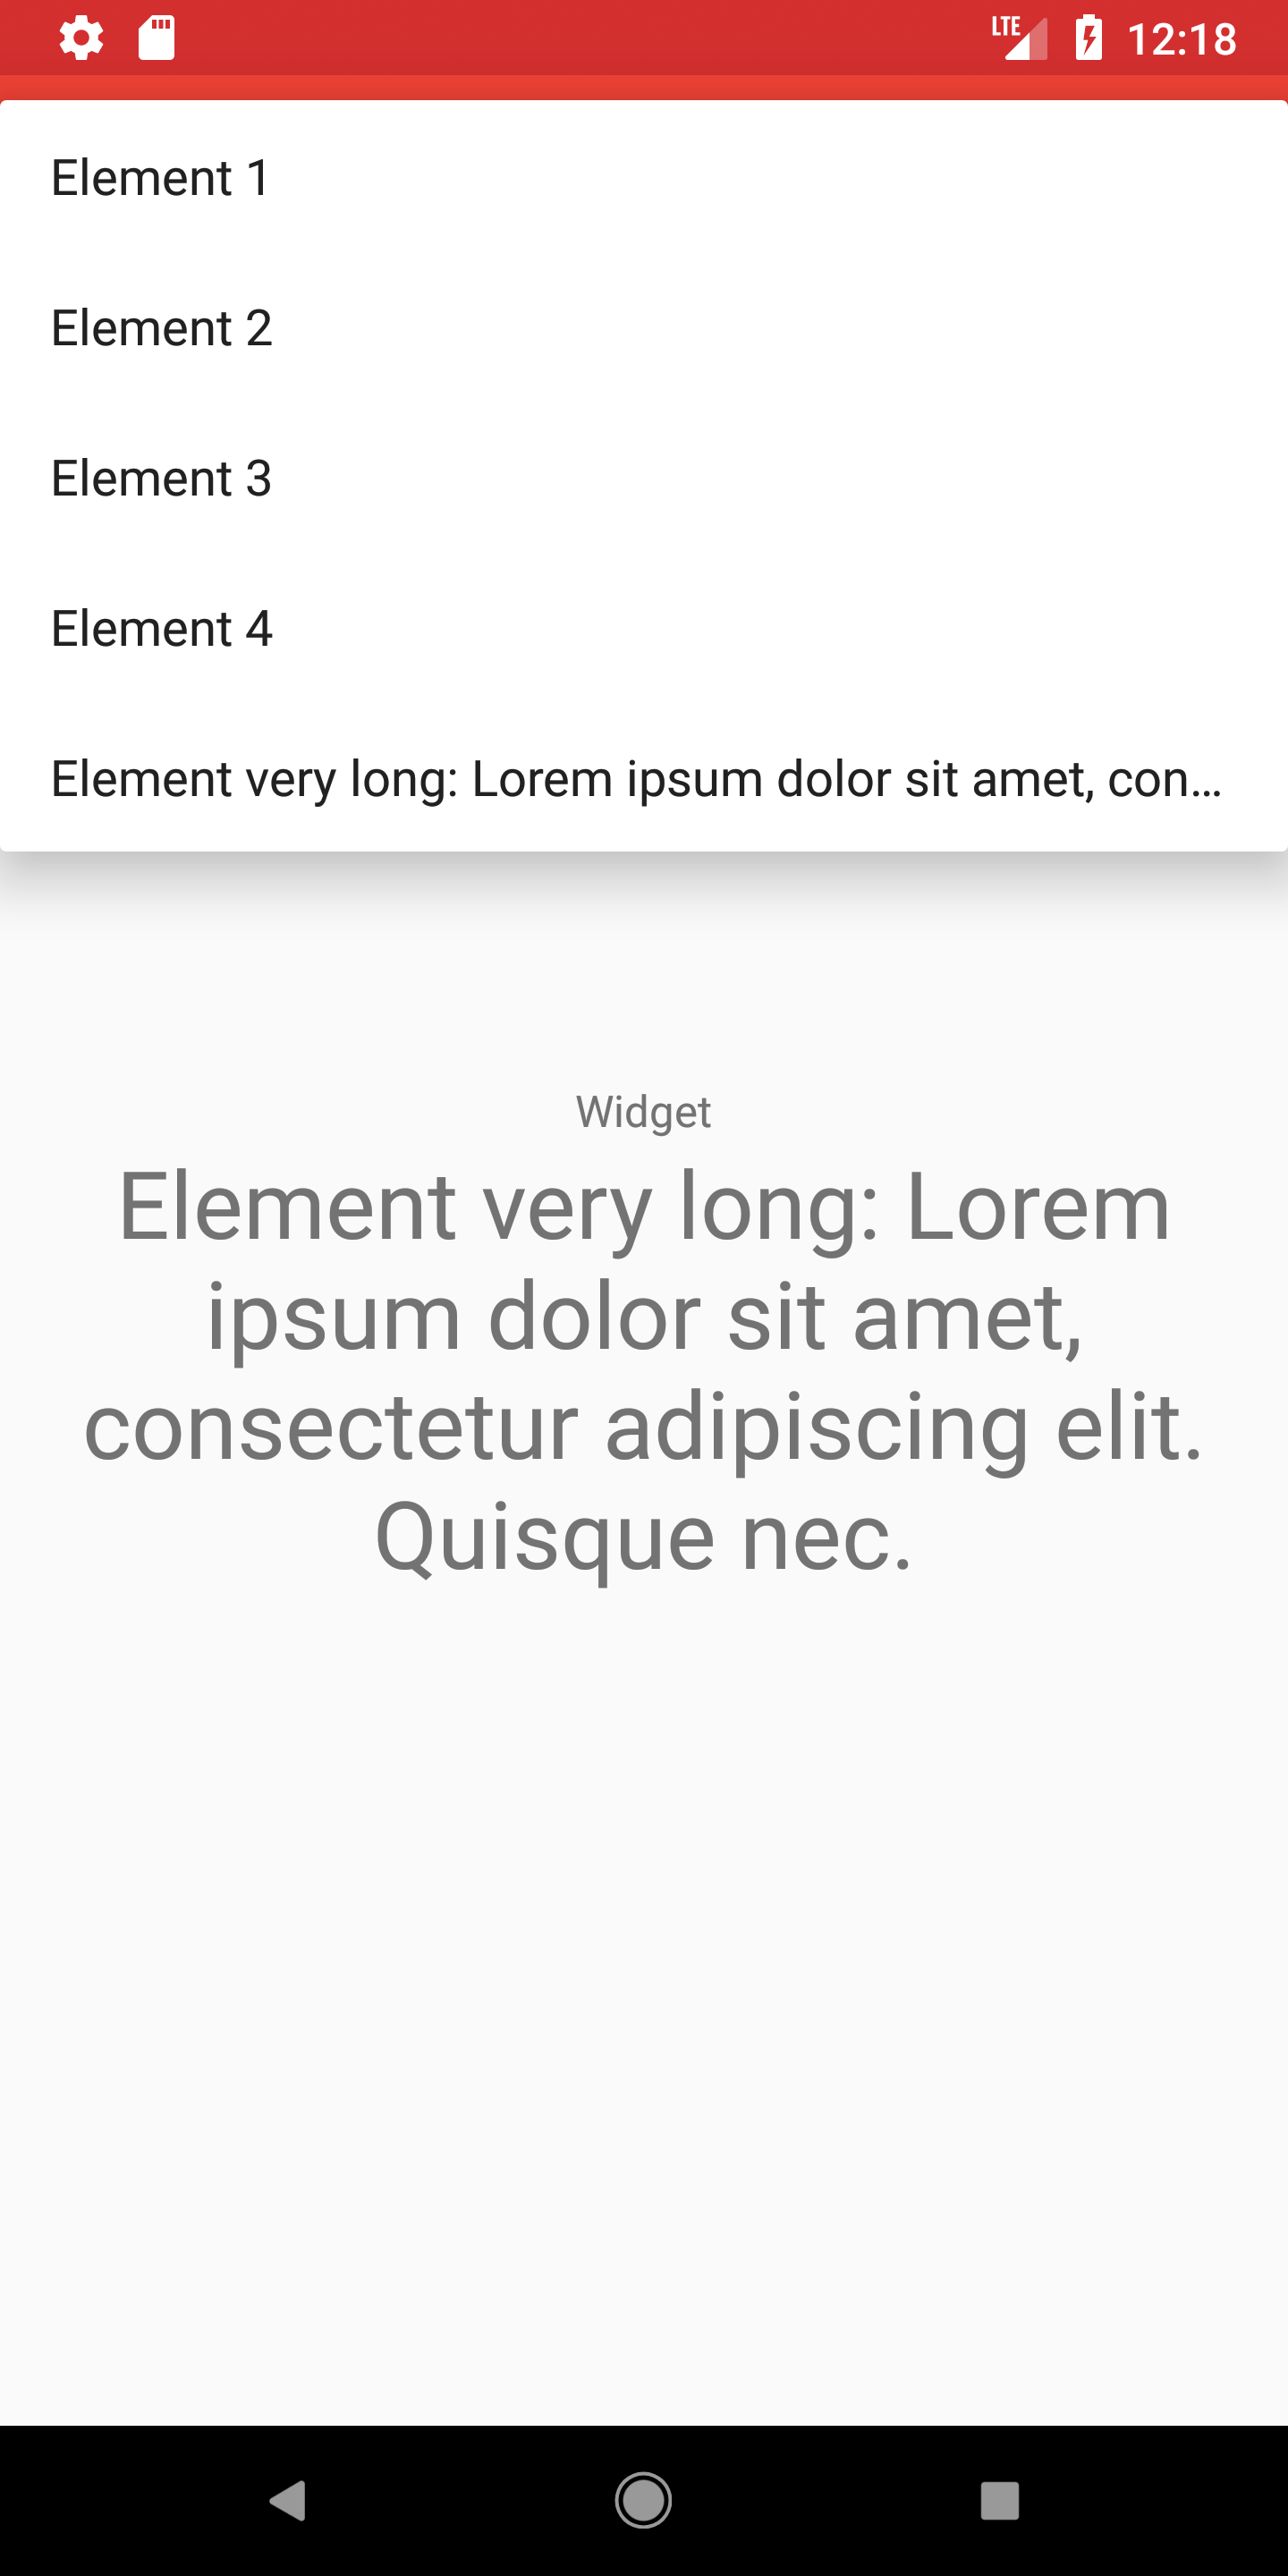 LTE 12:18
Element 1
Element 2
Element 3
Element 4
Element very long: Lorem ipsum dolor sit amet, con...
Widget
Element very long: Lorem
ipsum dolor sit amet,
consectetur adipiscing elit.
Quisque nec.